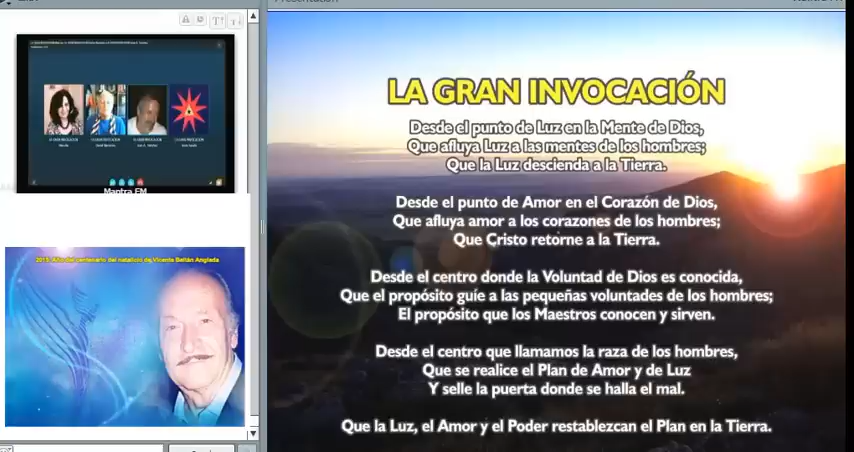 Mantra FM
2015: Año del centenario del natalicio de Vicente Beltrán Anglada
LA GRAN INVOCACIÓN
Desde el punto de Luz en la Mente de Dios,
Que afluya Luz a las mentes de los hombres;
Que la Luz descienda a la Tierra.
Desde el punto de Amor en el Corazón de Dios,
Que afluya amor a los corazones de los hombres;
Que Cristo retorne a la Tierra.
Desde el centro donde la Voluntad de Dios es conocida,
Que el propósito guíe a las pequeñas voluntades de los hombres;
El propósito que los Maestros conocen y sirven.
Desde el centro que llamamos la raza de los hombres,
Que se realice el Plan de Amor y de Luz
Y selle la puerta donde se halla el mal.
Que la Luz, el Amor y el Poder restablezcan el Plan en la Tierra.